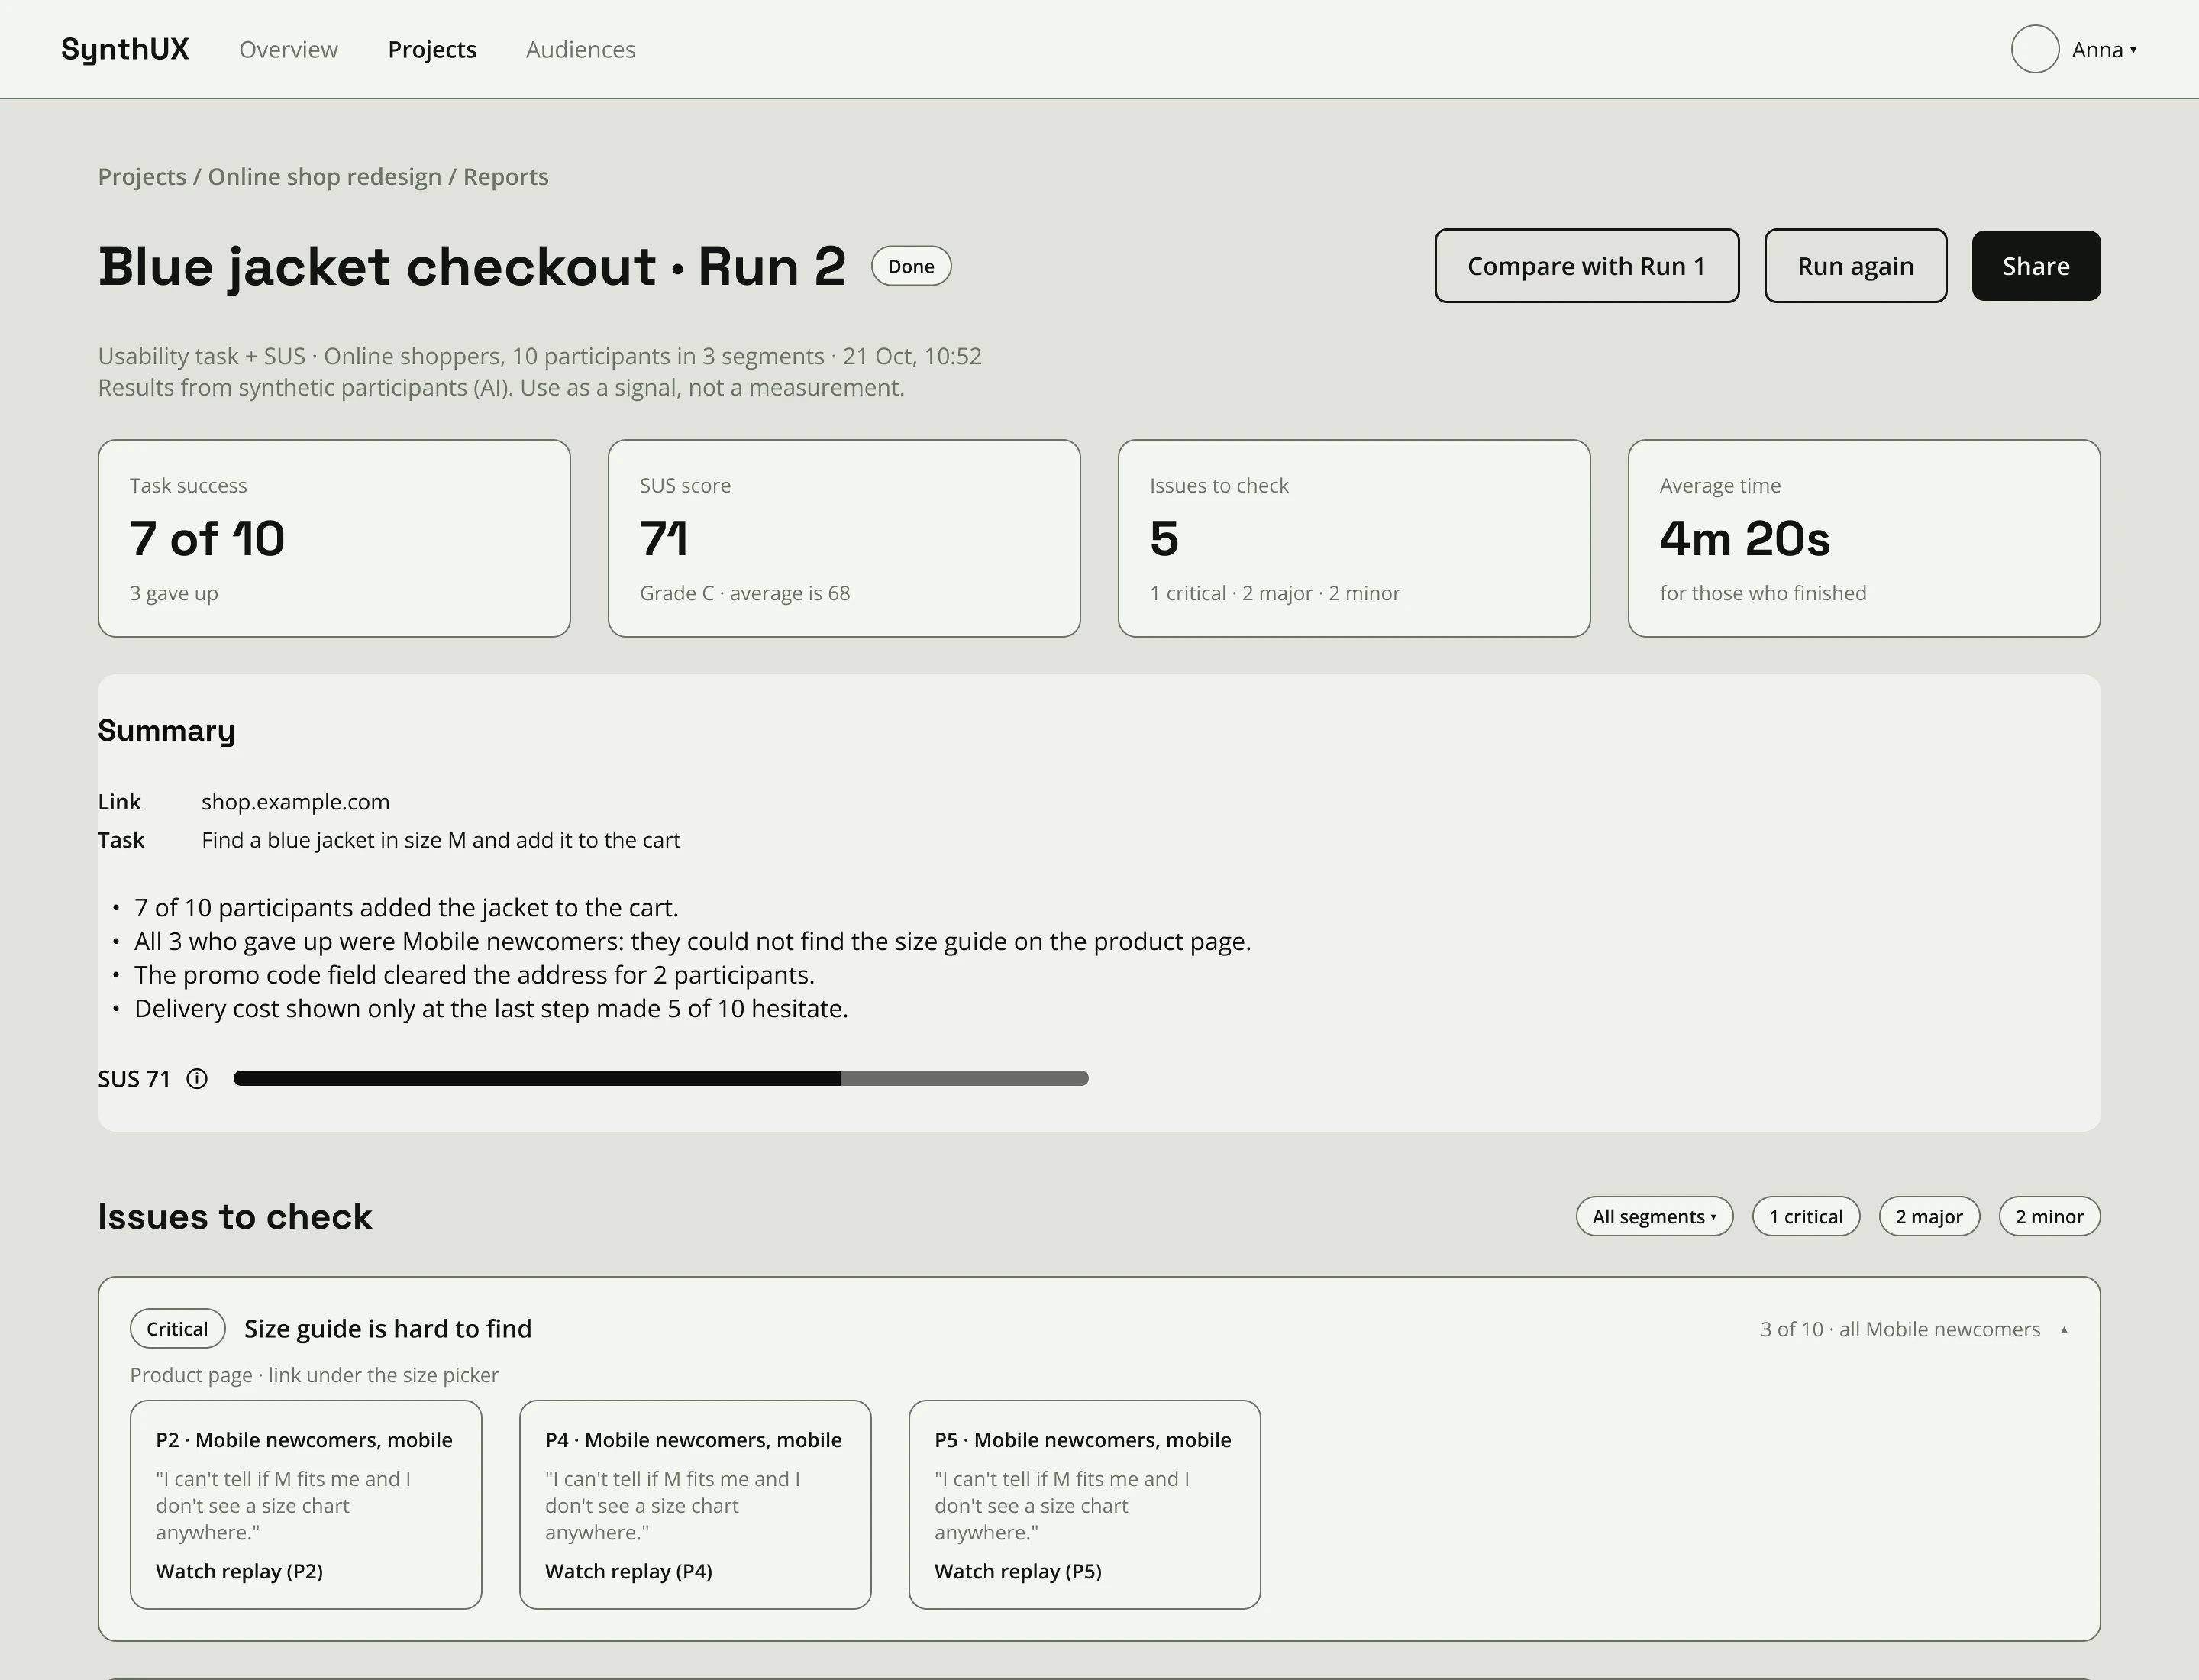 SynthUX Overview Projects Audiences Anna ▾
Projects / Online shop redesign / Reports
Blue jacket checkout · Run 2 Done Compare with Run 1 Run again Share
Usability task + SUS · Online shoppers, 10 participants in 3 segments · 21 Oct, 10:52
Results from synthetic participants (AI). Use as a signal, not a measurement.
Task success
7 of 10
3 gave up
SUS score
71
Grade C · average is 68
Issues to check
5
1 critical · 2 major · 2 minor
Average time
4m 20s
for those who finished
Summary
Link shop.example.com
Task Find a blue jacket in size M and add it to the cart
• 7 of 10 participants added the jacket to the cart.
• All 3 who gave up were Mobile newcomers: they could not find the size guide on the product page.
• The promo code field cleared the address for 2 participants.
• Delivery cost shown only at the last step made 5 of 10 hesitate.
SUS 71
Issues to check All segments ▾ 1 critical 2 major 2 minor
Critical Size guide is hard to find 3 of 10 · all Mobile newcomers ▴
Product page · link under the size picker
P2 · Mobile newcomers, mobile
"I can't tell if M fits me and I
don't see a size chart
anywhere."
Watch replay (P2)
P4 · Mobile newcomers, mobile
"I can't tell if M fits me and I
don't see a size chart
anywhere."
Watch replay (P4)
P5 · Mobile newcomers, mobile
"I can't tell if M fits me and I
don't see a size chart
anywhere."
Watch replay (P5)